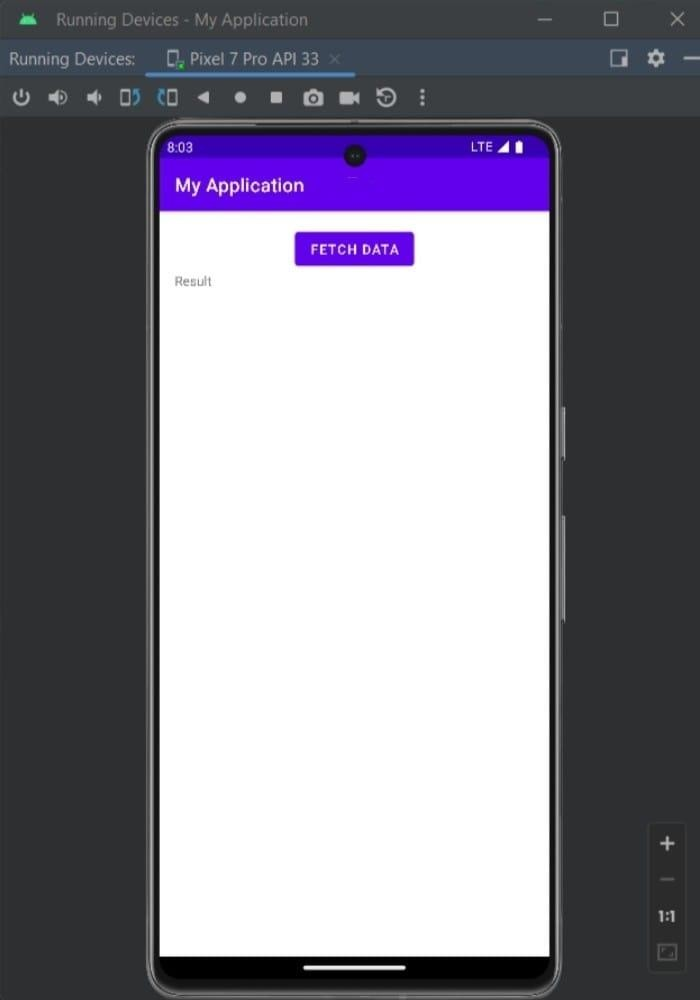 Running Devices - My Application
Running Devices: Pixel 7 Pro API 33
8:03 LTE
My Application
FETCH DATA
Result
1:1